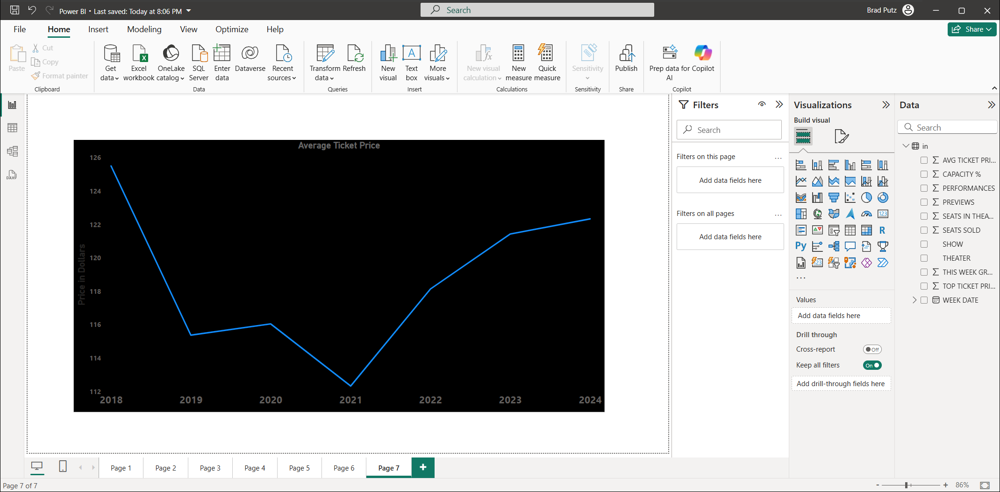 Power BI • Last saved: Today at 8:06 PM
Search
Brad Putz
File Home Insert Modeling View Optimize Help
Share
Paste
Cut
Copy
Format painter
Clipboard
Get data
Excel workbook
OneLake catalog
SQL Server
Enter data
Dataverse
Recent sources
Data
Transform data
Refresh
Queries
New visual
Text box
More visuals
Insert
New visual calculation
New measure
Quick measure
Calculations
Sensitivity
Sensitivity
Publish
Share
Prep data for AI
Copilot
Copilot
DAX
Average Ticket Price
Price in Dollars
126
124
122
120
118
116
114
112
2018 2019 2020 2021 2022 2023 2024
Filters
Search
Filters on this page ...
Add data fields here
Filters on all pages ...
Add data fields here
Visualizations
Build visual
123
R
Py
123
...
Values
Add data fields here
Drill through
Cross-report Off
Keep all filters On
Add drill-through fields here
Data
Search
in
AVG TICKET PRI...
CAPACITY %
PERFORMANCES
PREVIEWS
SEATS IN THEA...
SEATS SOLD
SHOW
THEATER
THIS WEEK GR...
TOP TICKET PRI...
WEEK DATE
Page 1 Page 2 Page 3 Page 4 Page 5 Page 6 Page 7 +
Page 7 of 7
- + 86%